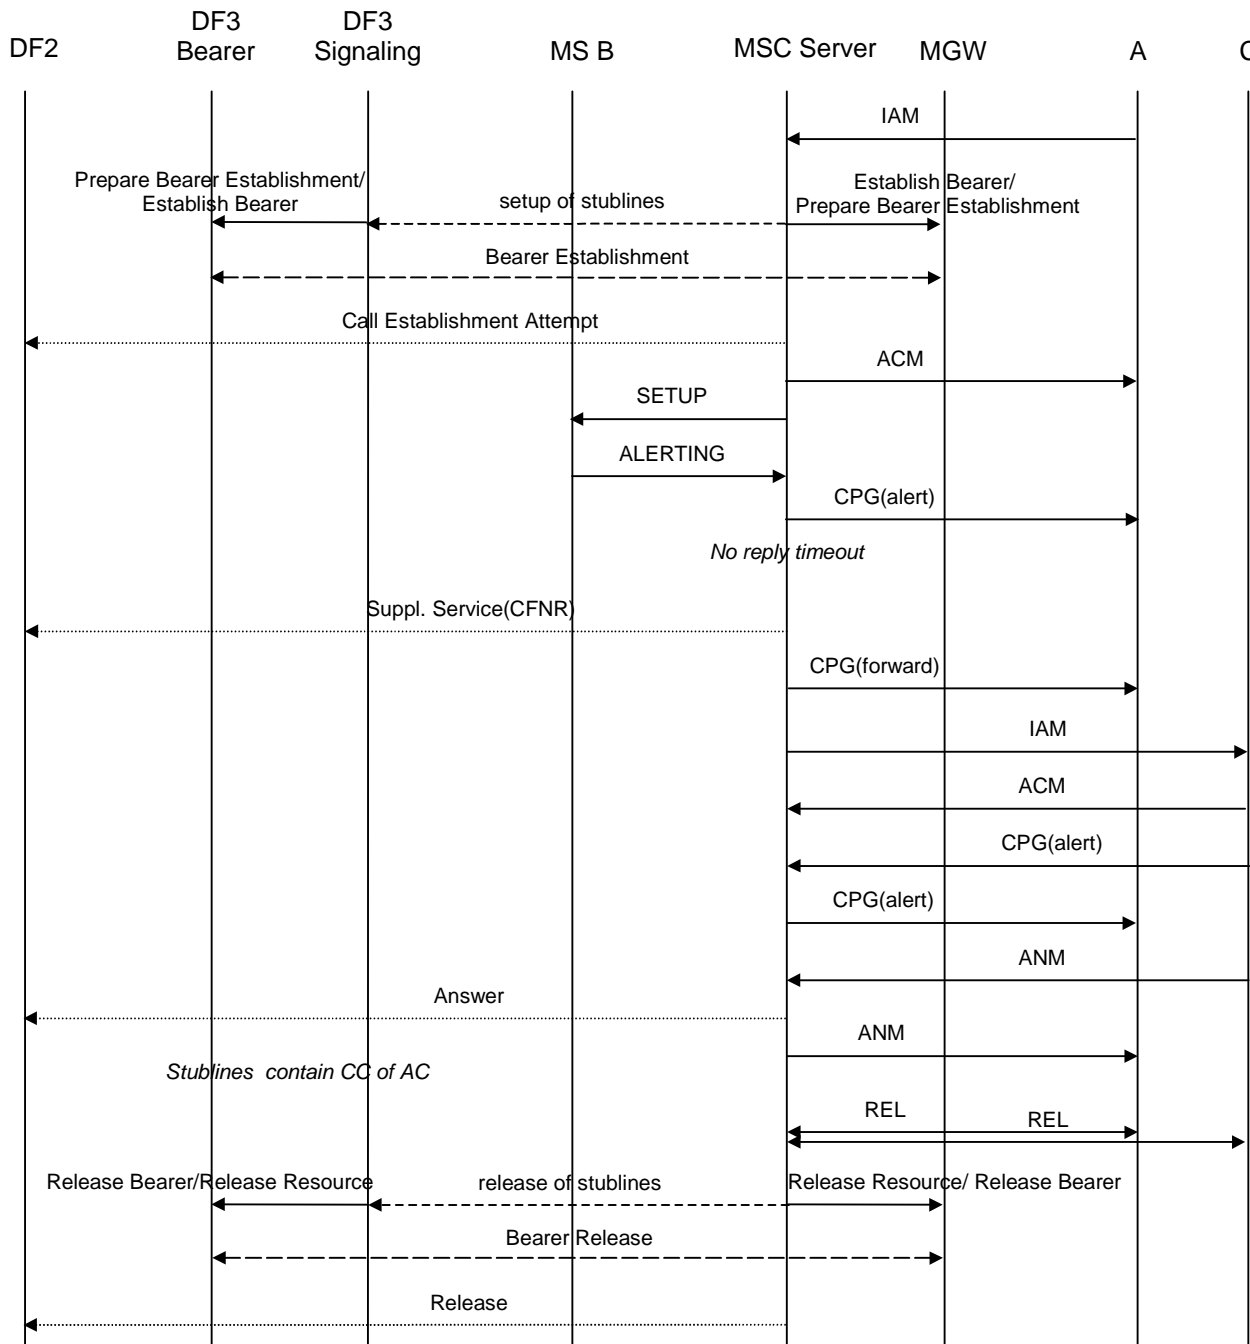 DF2
DF3
Bearer
DF3
Signaling
MS B
MSC Server
MGW
A
C
IAM
Prepare Bearer Establishment/
Establish Bearer
setup of stublines
Establish Bearer/
Prepare Bearer Establishment
Bearer Establishment
Call Establishment Attempt
ACM
SETUP
ALERTING
CPG(alert)
No reply timeout
Suppl. Service(CFNR)
CPG(forward)
IAM
ACM
CPG(alert)
CPG(alert)
ANM
Answer
ANM
Stublines contain CC of AC
REL
REL
Release Bearer/Release Resource
release of stublines
Release Resource/ Release Bearer
Bearer Release
Release